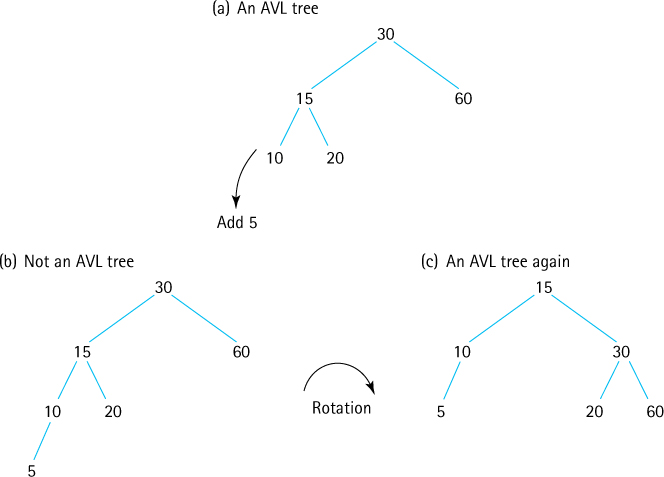 (a) An AVL tree
30
15 60
10 20
Add 5
(b) Not an AVL tree
30
15 60
10 20
5
Rotation
(c) An AVL tree again
15
10 30
5 20 60